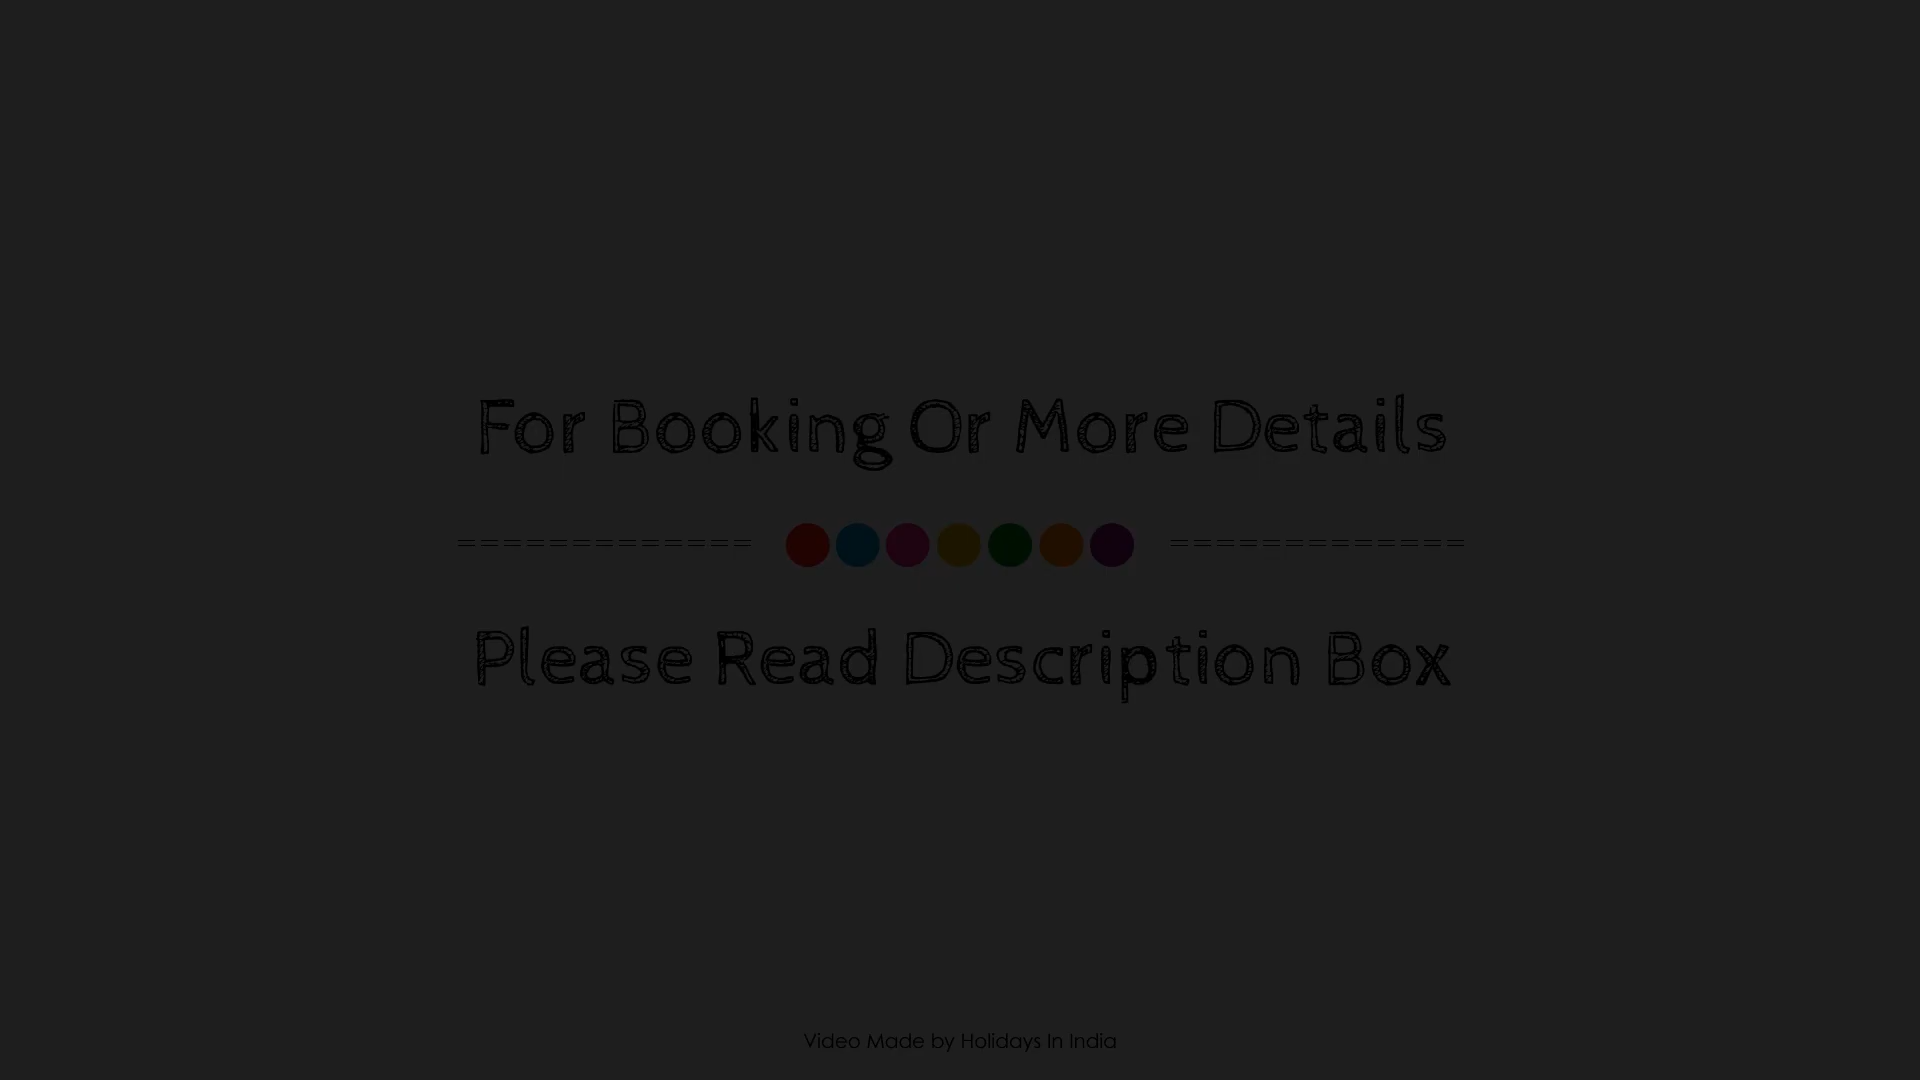 For Booking Or More Details
============= =============
Please Read Description Box
Video Made by Holidays In India